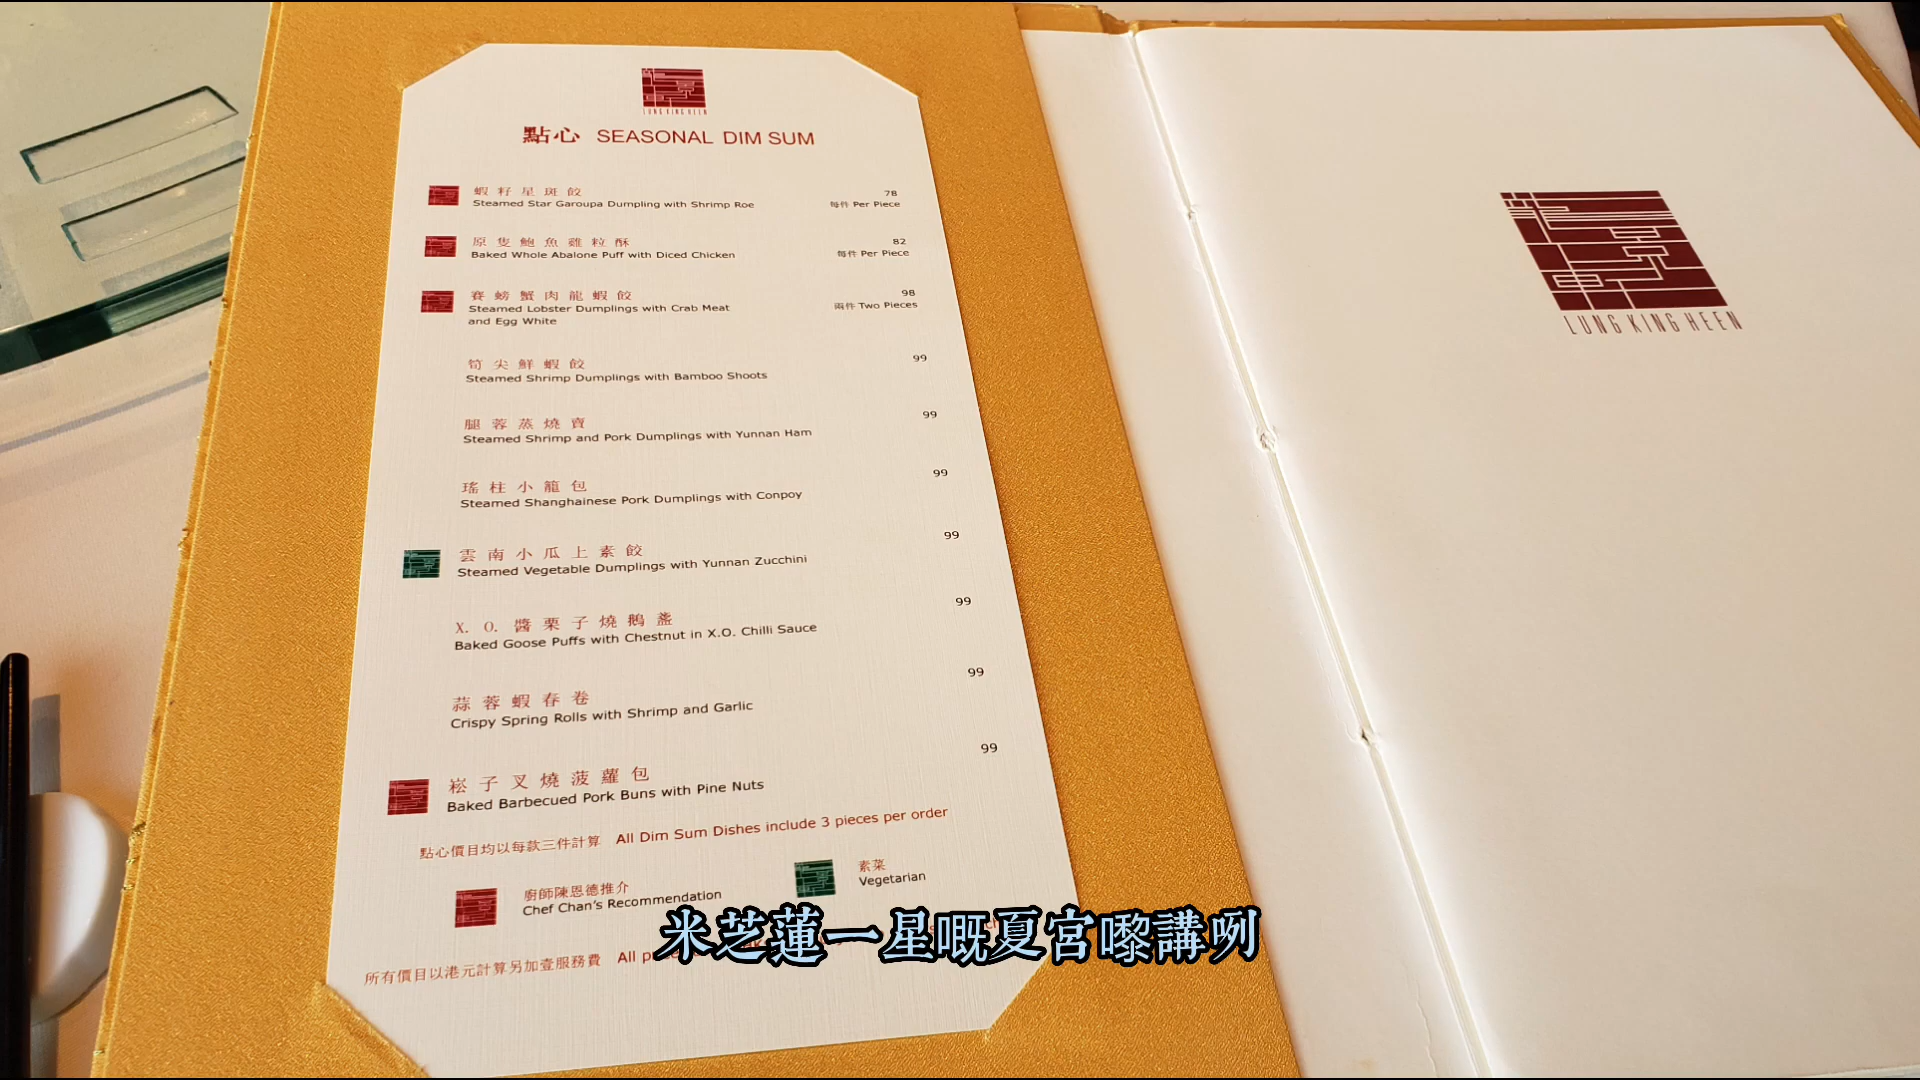 LUNG KING HEEN
點心 SEASONAL DIM SUM
蝦籽星斑餃 78
Steamed Star Garoupa Dumpling with Shrimp Roe 每件 Per Piece
原隻鮑魚雞粒酥 82
Baked Whole Abalone Puff with Diced Chicken 每件 Per Piece
賽螃蟹肉龍蝦餃 98
Steamed Lobster Dumplings with Crab Meat 兩件 Two Pieces
and Egg White
筍尖鮮蝦餃 99
Steamed Shrimp Dumplings with Bamboo Shoots
腿蓉蒸燒賣 99
Steamed Shrimp and Pork Dumplings with Yunnan Ham
瑤柱小籠包 99
Steamed Shanghainese Pork Dumplings with Conpoy
雲南小瓜上素餃 99
Steamed Vegetable Dumplings with Yunnan Zucchini
X.O.醬栗子燒鵝盞 99
Baked Goose Puffs with Chestnut in X.O. Chilli Sauce
蒜蓉蝦春卷 99
Crispy Spring Rolls with Shrimp and Garlic
崧子叉燒菠蘿包 99
Baked Barbecued Pork Buns with Pine Nuts
點心價目均以每款三件計算 All Dim Sum Dishes include 3 pieces per order
廚師陳恩德推介
Chef Chan's Recommendation
素菜
Vegetarian
所有價目以港元計算另加壹服務費 All
米芝蓮一星嘅夏宮嚟講咧
LUNG KING HEEN